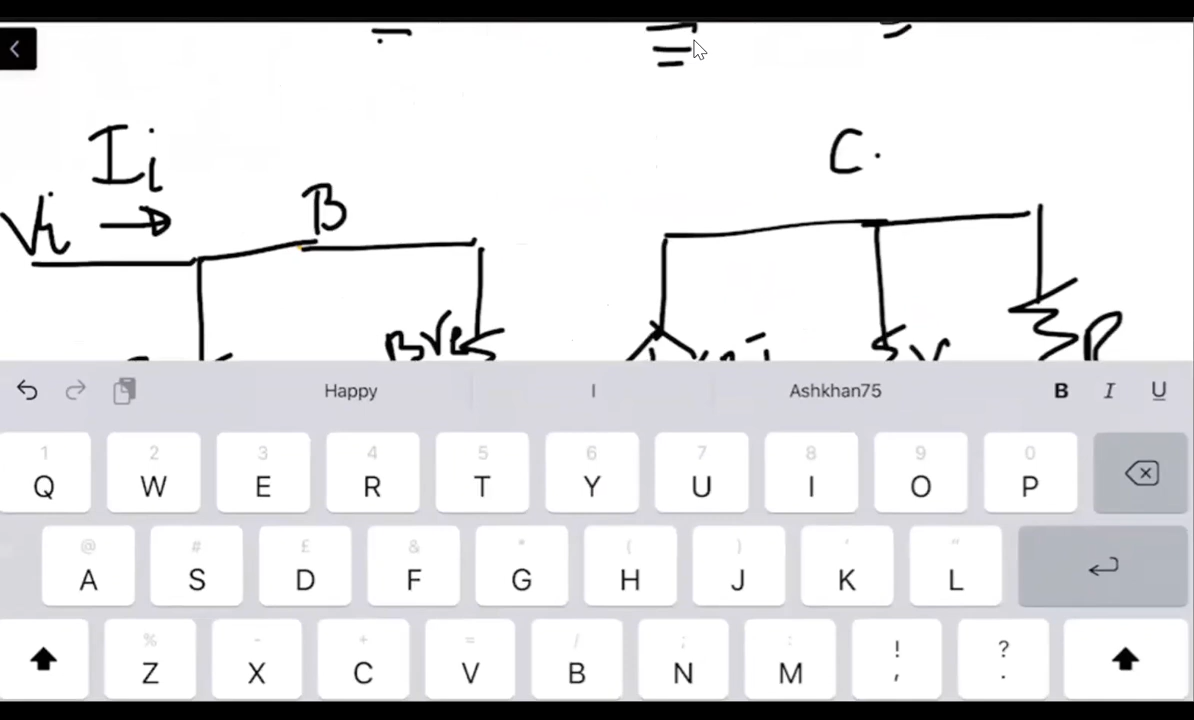 Ii
C.
Vi
B
Happy I Ashkhan75 B I U
1 2 3 4 5 6 7 8 9 0
Q W E R T Y U I O P
@ # £ & * ( ) ' "
A S D F G H J K L
% - + = / ; : ! ?
Z X C V B N M , .